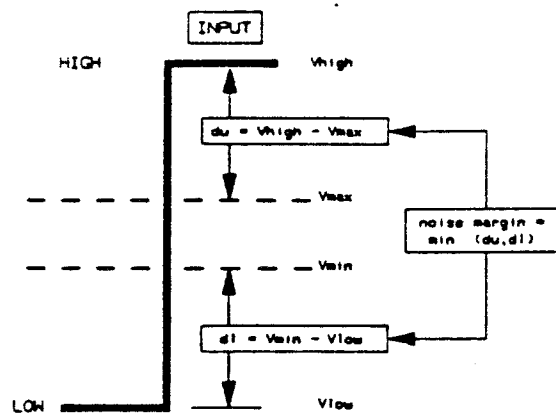 INPUT
HIGH
Vhigh
du = Vhigh - Vmax
Vmax
noise margin =
min (du,dl)
Vmin
dl = Vmin - Vlow
LOW
Vlow